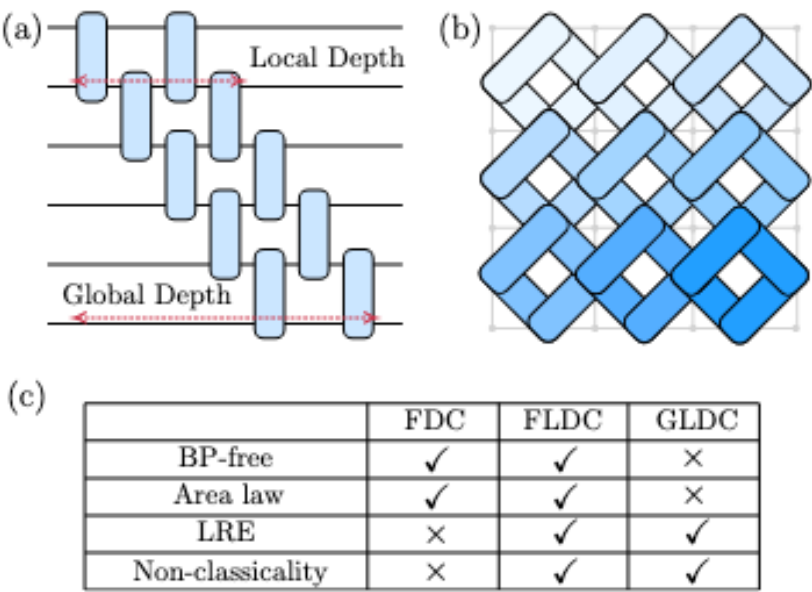 (a)
Local Depth
Global Depth
(b)
(c)
FDC FLDC GLDC
BP-free ✓ ✓ ×
Area law ✓ ✓ ×
LRE × ✓ ✓
Non-classicality × ✓ ✓